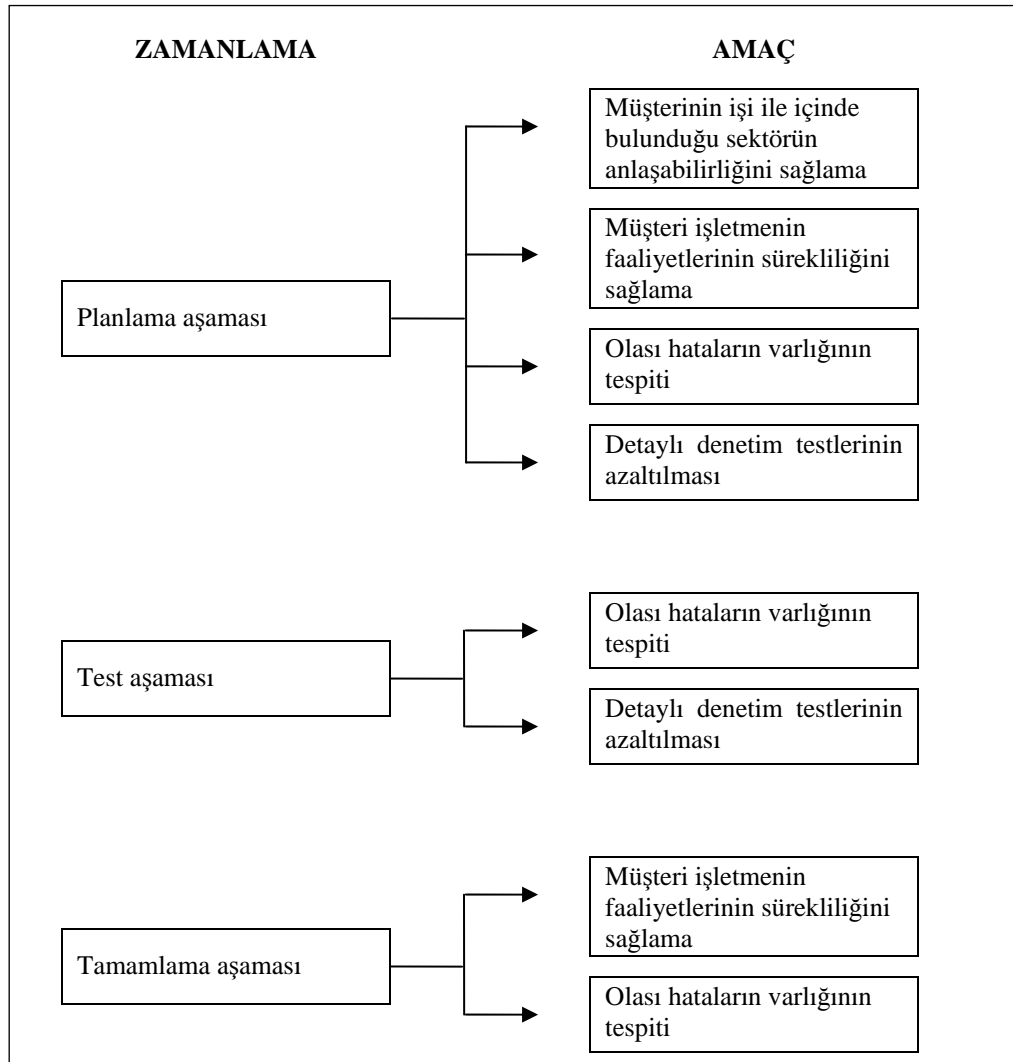 ZAMANLAMA
AMAÇ
Müşterinin işi ile içinde
bulunduğu sektörün
anlaşabilirliğini sağlama
Müşteri işletmenin
faaliyetlerinin sürekliliğini
sağlama
Planlama aşaması
Olası hataların varlığının
tespiti
Detaylı denetim testlerinin
azaltılması
Olası hataların varlığının
tespiti
Test aşaması
Detaylı denetim testlerinin
azaltılması
Müşteri işletmenin
faaliyetlerinin sürekliliğini
sağlama
Tamamlama aşaması
Olası hataların varlığının
tespiti